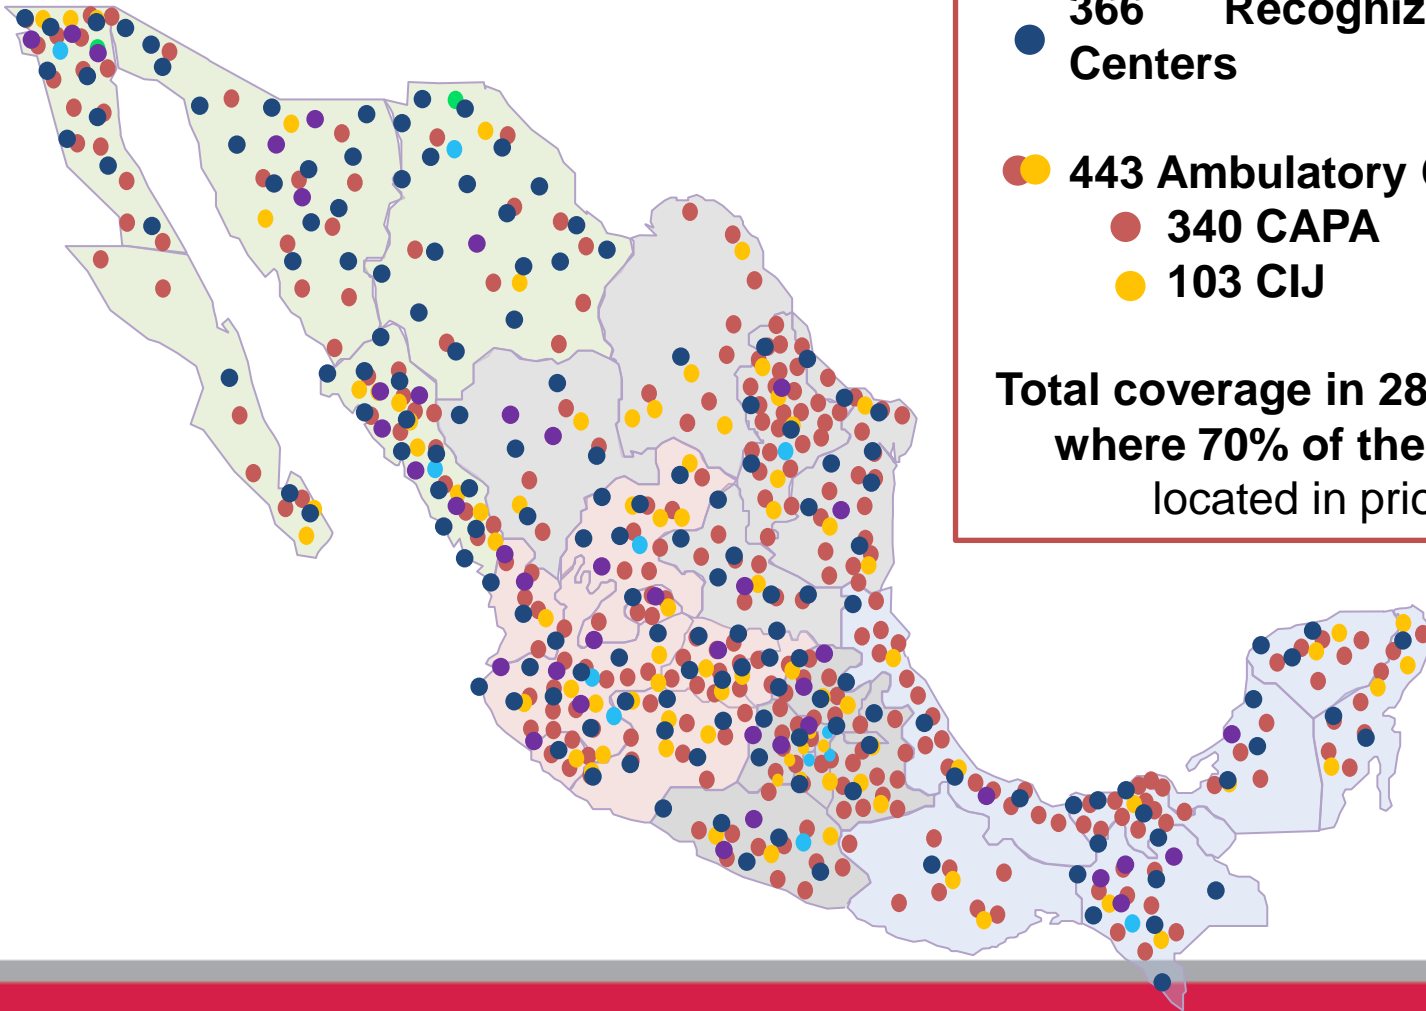 366 Recogniz
Centers
443 Ambulatory
340 CAPA
103 CIJ
Total coverage in 28
where 70% of the
located in pric